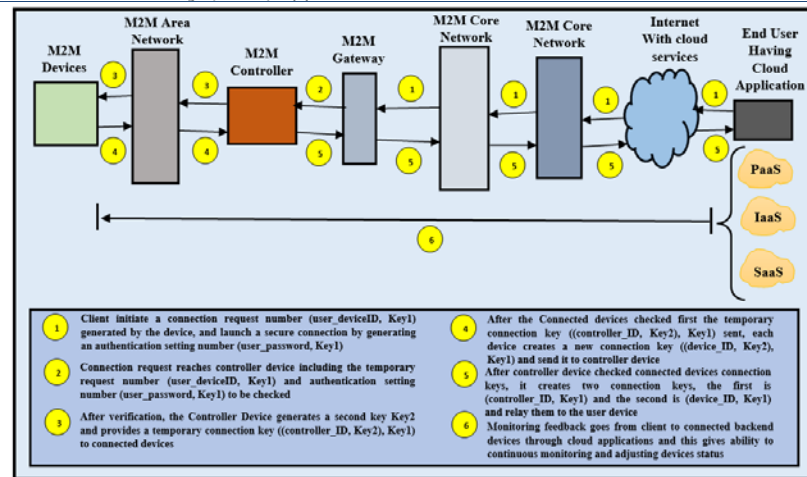 M2M Devices
M2M Area Network
M2M Controller
M2M Gateway
M2M Core Network
M2M Core Network
Internet With cloud services
End User Having Cloud Application
3
3
2
1
1
1
1
4
4
5
5
5
5
5
6
PaaS
IaaS
SaaS
1
Client initiate a connection request number (user_deviceID, Key1)
generated by the device, and launch a secure connection by generating
an authentication setting number (user_password, Key1)
2
Connection request reaches controller device including the temporary
request number (user_deviceID, Key1) and authentication setting
number (user_password, Key1) to be checked
3
After verification, the Controller Device generates a second key Key2
and provides a temporary connection key ((controller_ID, Key2), Key1)
to connected devices
4
After the Connected devices checked first the temporary
connection key ((controller_ID, Key2), Key1) sent, each
device creates a new connection key ((device_ID, Key2),
Key1) and send it to controller device
5
After controller device checked connected devices connection
keys, it creates two connection keys, the first is
(controller_ID, Key1) and the second is (device_ID, Key1)
and relay them to the user device
6
Monitoring feedback goes from client to connected backend
devices through cloud applications and this gives ability to
continuous monitoring and adjusting devices status